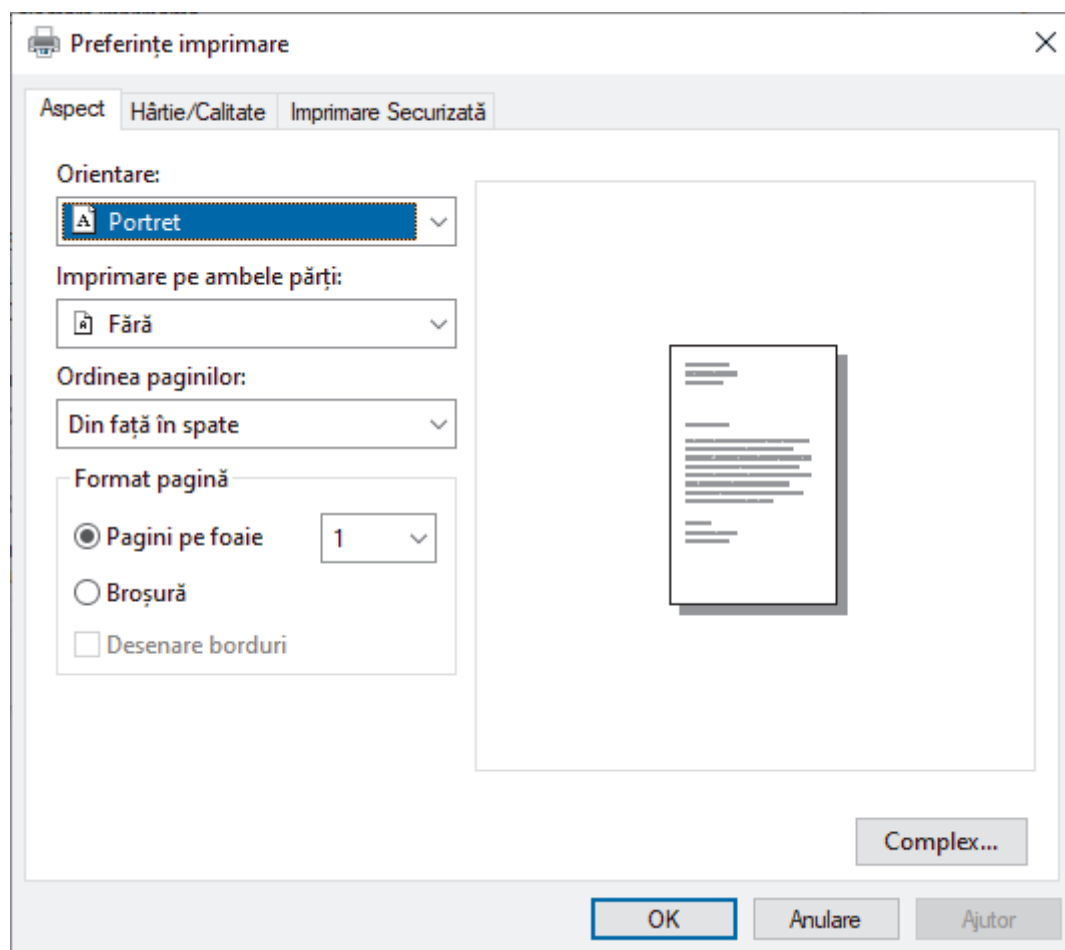 Preferințe imprimare
Aspect Hârtie/Calitate Imprimare Securizată
Orientare:
A Portret
Imprimare pe ambele părți:
Fără
Ordinea paginilor:
Din față în spate
Format pagină
Pagini pe foaie 1
Broșură
Desenare borduri
Complex...
OK Anulare Ajutor